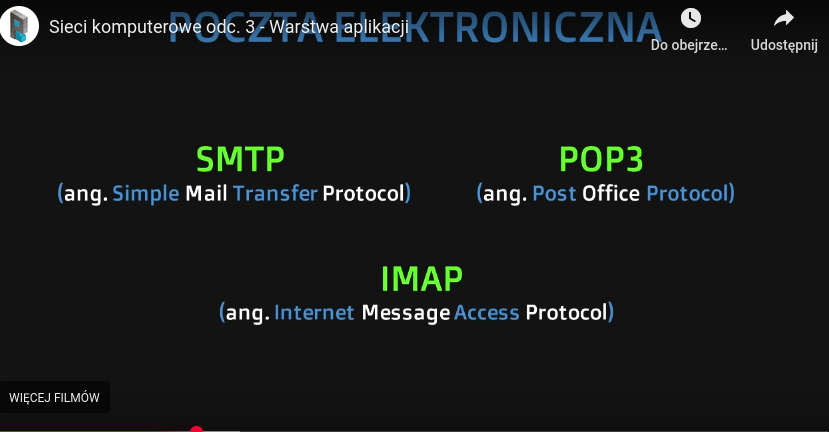 POCZTA ELEKTRONICZNA
Sieci komputerowe odc. 3 - Warstwa aplikacji
Do obejrze...
Udostępnij
SMTP
(ang. Simple Mail Transfer Protocol)
POP3
(ang. Post Office Protocol)
IMAP
(ang. Internet Message Access Protocol)
WIĘCEJ FILMÓW